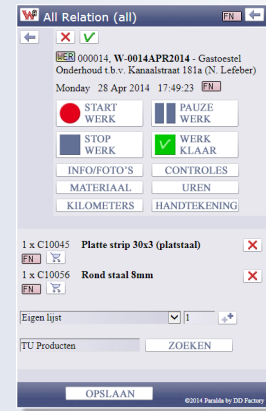 All Relation (all) FN
WER 000014, W-0014APR2014 - Gastoestel
Onderhoud t.b.v. Kanaalstraat 181a (N. Lefeber)
Monday 28 Apr 2014 17:49:23 FN
START WERK
PAUZE WERK
STOP WERK
WERK KLAAR
INFO/FOTO'S CONTROLES
MATERIAAL UREN
KILOMETERS HANDTEKENING
1 x C10045 Platte strip 30x3 (platstaal)
FN
1 x C10056 Rond staal 8mm
FN
Eigen lijst 1
TU Producten ZOEKEN
OPSLAAN ©2014 Paralda by DD Factory